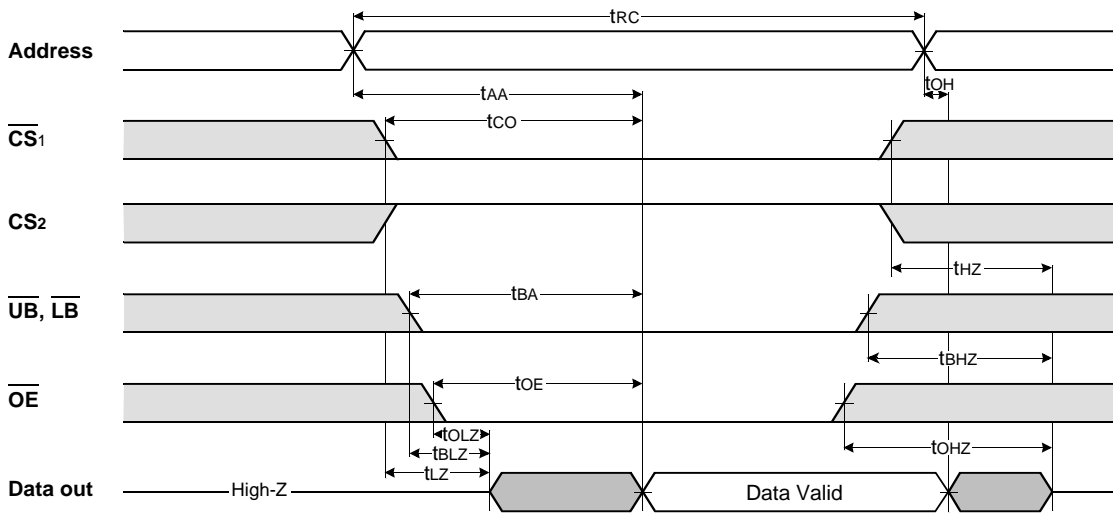 tRC
Address
tOH
tAA
tCO
CS1
CS2
tHZ
tBA
UB, LB
tBHZ
tOE
OE
tOLZ
tOHZ
tBLZ
tLZ
Data out
High-Z
Data Valid